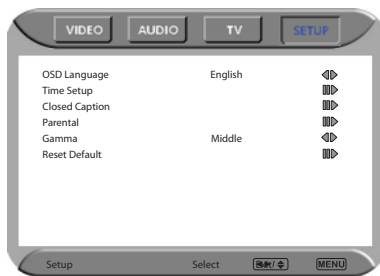 VIDEO AUDIO TV SETUP
OSD Language English
Time Setup
Closed Caption
Parental
Gamma Middle
Reset Default
Setup Select MENU